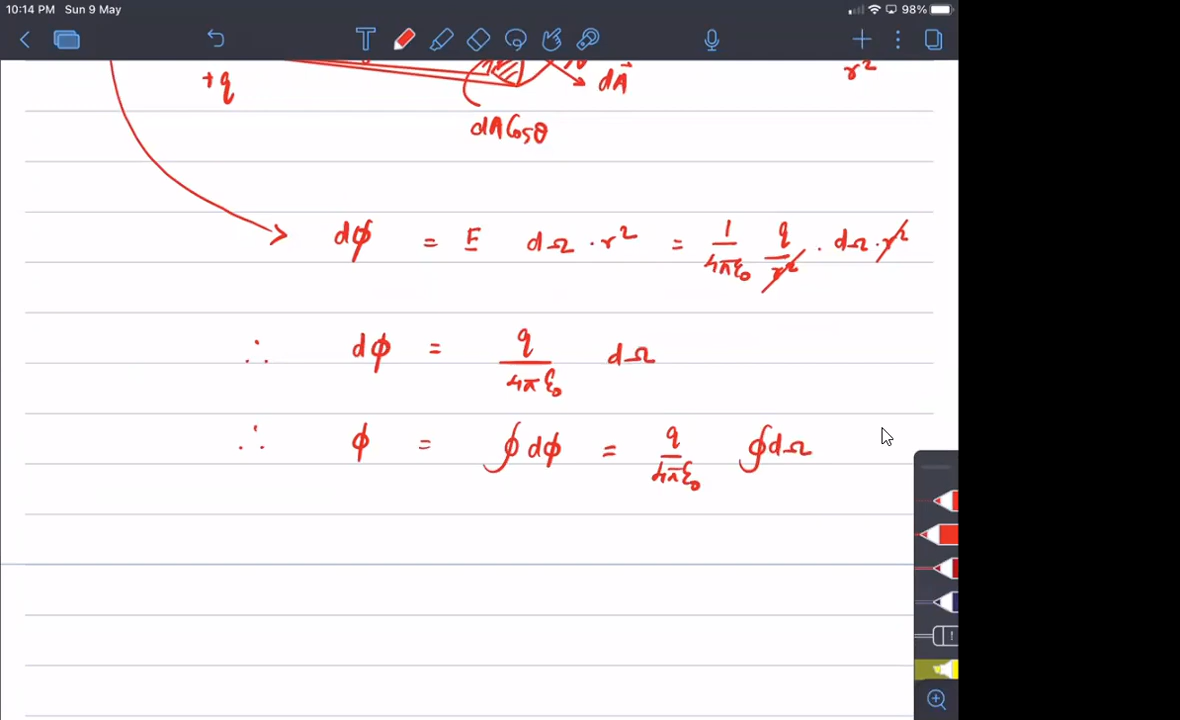 10:14 PM Sun 9 May 98%
+q dA⃗ r²
dA Cosθ
dϕ = E dΩ · r² = 1/4πε₀ q/r² · dΩ · r²
∴ dϕ = q/4πε₀ dΩ
∴ ϕ = ∮ dϕ = q/4πε₀ ∮ dΩ